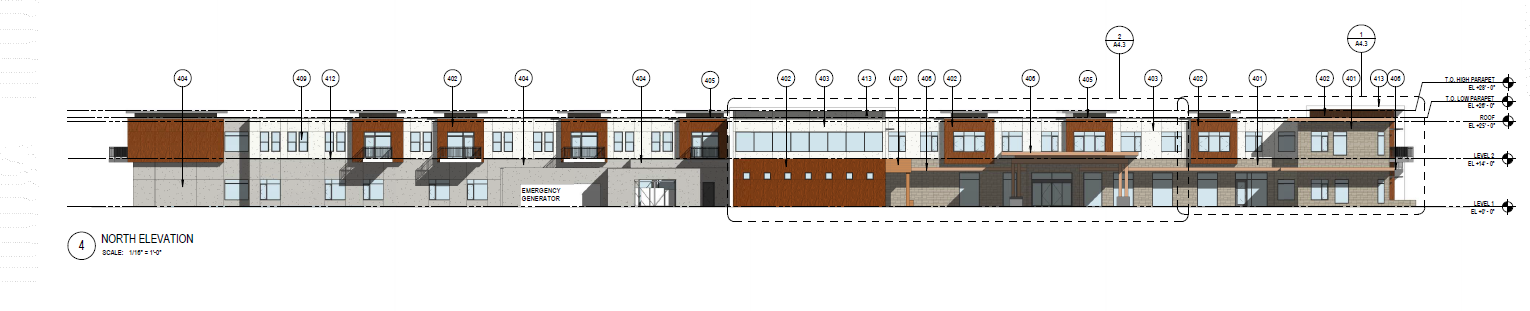 2
A4.3
1
A4.3
404
409
412
402
404
404
405
402
403
413
407
406
402
406
405
403
402
401
402
401
413
406
T.O. HIGH PARAPET
EL +28' - 0"
T.O. LOW PARAPET
EL +26' - 0"
ROOF
EL +25' - 0"
LEVEL 2
EL +14' - 0"
EMERGENCY
GENERATOR
LEVEL 1
EL +0' - 0"
4
NORTH ELEVATION
SCALE: 1/16" = 1'-0"